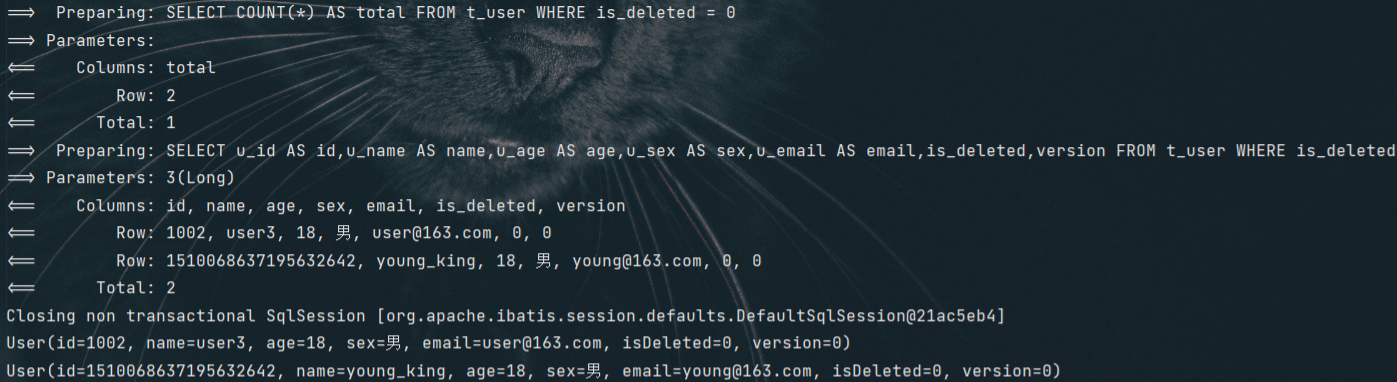 ==>  Preparing: SELECT COUNT(*) AS total FROM t_user WHERE is_deleted = 0
==> Parameters:
<==    Columns: total
<==        Row: 2
<==      Total: 1
==>  Preparing: SELECT u_id AS id,u_name AS name,u_age AS age,u_sex AS sex,u_email AS email,is_deleted,version FROM t_user WHERE is_deleted
==> Parameters: 3(Long)
<==    Columns: id, name, age, sex, email, is_deleted, version
<==        Row: 1002, user3, 18, 男, user@163.com, 0, 0
<==        Row: 1510068637195632642, young_king, 18, 男, young@163.com, 0, 0
<==      Total: 2
Closing non transactional SqlSession [org.apache.ibatis.session.defaults.DefaultSqlSession@21ac5eb4]
User(id=1002, name=user3, age=18, sex=男, email=user@163.com, isDeleted=0, version=0)
User(id=1510068637195632642, name=young_king, age=18, sex=男, email=young@163.com, isDeleted=0, version=0)